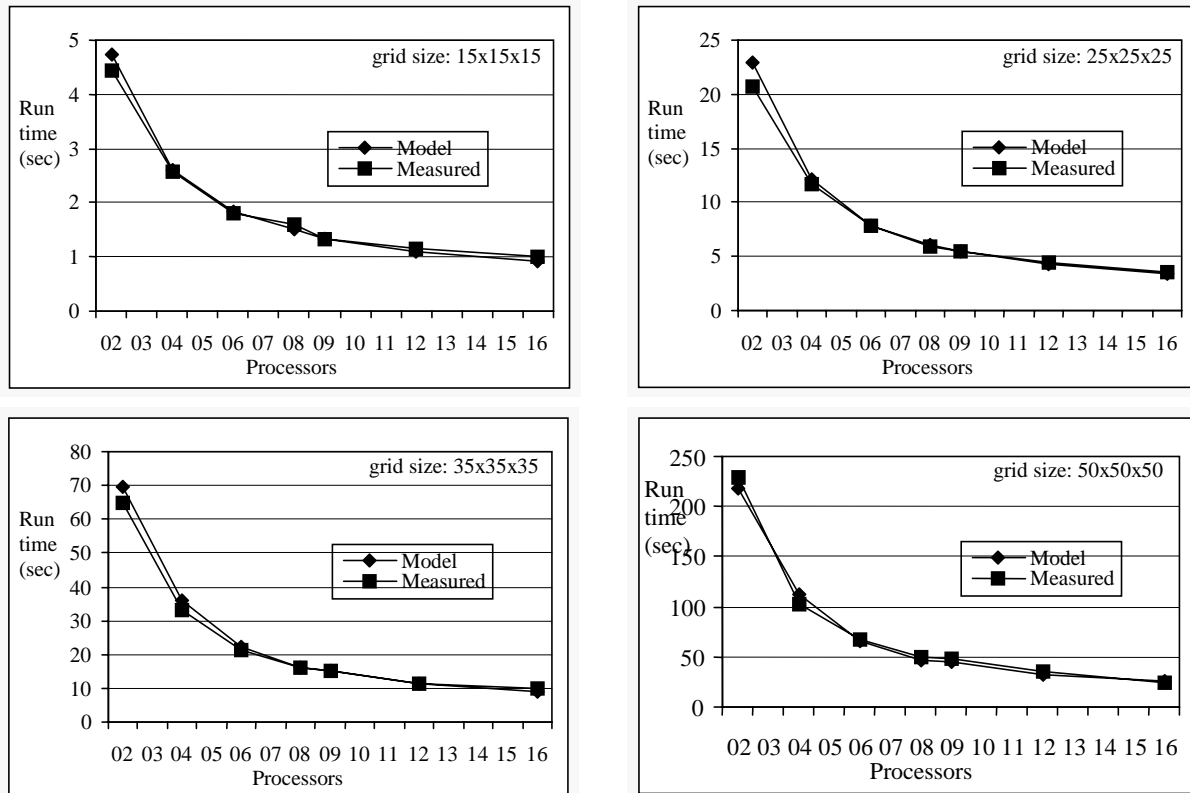 grid size: 15x15x15
5
4
3
2
1
0
Run
time
(sec)
Model
Measured
02 03 04 05 06 07 08 09 10 11 12 13 14 15 16
Processors
grid size: 25x25x25
25
20
15
10
5
0
Run
time
(sec)
Model
Measured
02 03 04 05 06 07 08 09 10 11 12 13 14 15 16
Processors
grid size: 35x35x35
80
70
60
50
40
30
20
10
0
Run
time
(sec)
Model
Measured
02 03 04 05 06 07 08 09 10 11 12 13 14 15 16
Processors
grid size: 50x50x50
250
200
150
100
50
0
Run
time
(sec)
Model
Measured
02 03 04 05 06 07 08 09 10 11 12 13 14 15 16
Processors